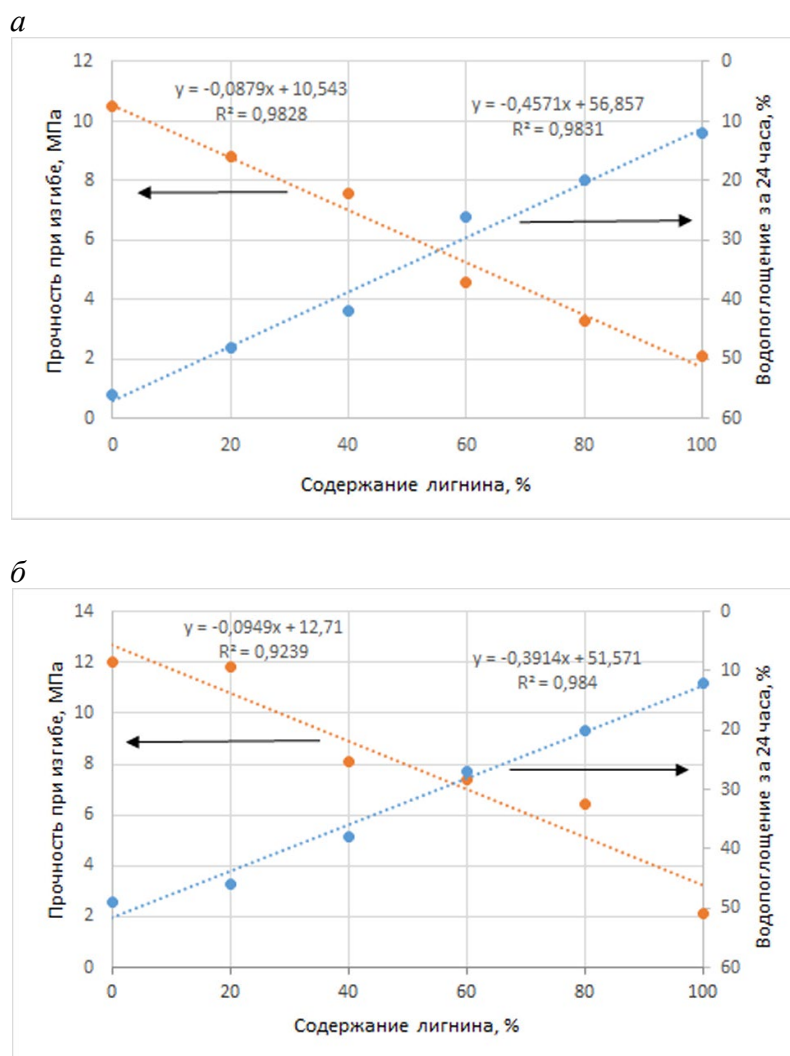 а
12
10
8
6
4
2
0
Прочность при изгибе, МПа
y = -0,0879x + 10,543
R² = 0,9828
y = -0,4571x + 56,857
R² = 0,9831
0
10
20
30
40
50
60
Водопоглощение за 24 часа, %
0 20 40 60 80 100
Содержание лигнина, %
б
14
12
10
8
6
4
2
0
Прочность при изгибе, МПа
y = -0,0949x + 12,71
R² = 0,9239
y = -0,3914x + 51,571
R² = 0,984
0
10
20
30
40
50
60
Водопоглощение за 24 часа, %
0 20 40 60 80 100
Содержание лигнина, %